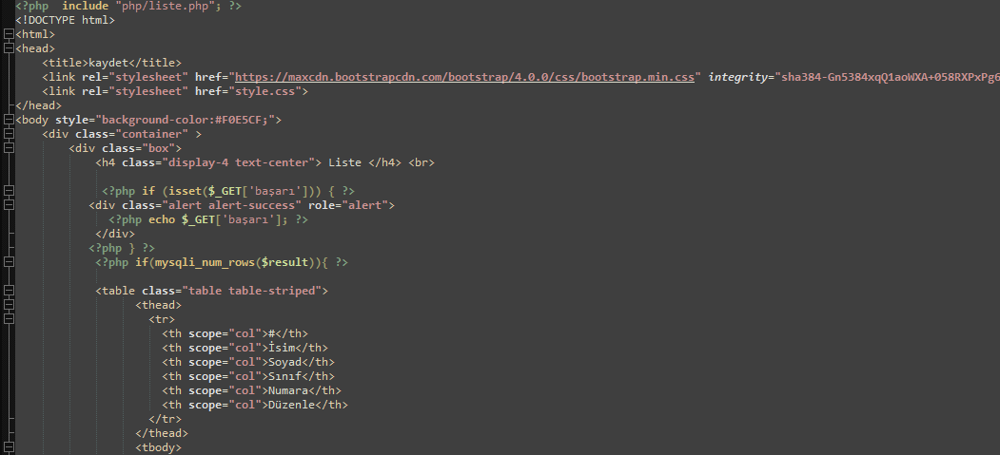 <?php  include "php/liste.php"; ?>
<!DOCTYPE html>
<html>
<head>
    <title>kaydet</title>
    <link rel="stylesheet" href="https://maxcdn.bootstrapcdn.com/bootstrap/4.0.0/css/bootstrap.min.css" integrity="sha384-Gn5384xqQ1aoWXA+058RXPxPg6
    <link rel="stylesheet" href="style.css">
</head>
<body style="background-color:#F0E5CF;">
    <div class="container" >
        <div class="box">
            <h4 class="display-4 text-center"> Liste </h4> <br>
             <?php if (isset($_GET['başarı'])) { ?>
           <div class="alert alert-success" role="alert">
              <?php echo $_GET['başarı']; ?>
            </div>
           <?php } ?>
            <?php if(mysqli_num_rows($result)){ ?>
            <table class="table table-striped">
                  <thead>
                    <tr>
                      <th scope="col">#</th>
                      <th scope="col">İsim</th>
                      <th scope="col">Soyad</th>
                      <th scope="col">Sınıf</th>
                      <th scope="col">Numara</th>
                      <th scope="col">Düzenle</th>
                    </tr>
                  </thead>
                  <tbody>